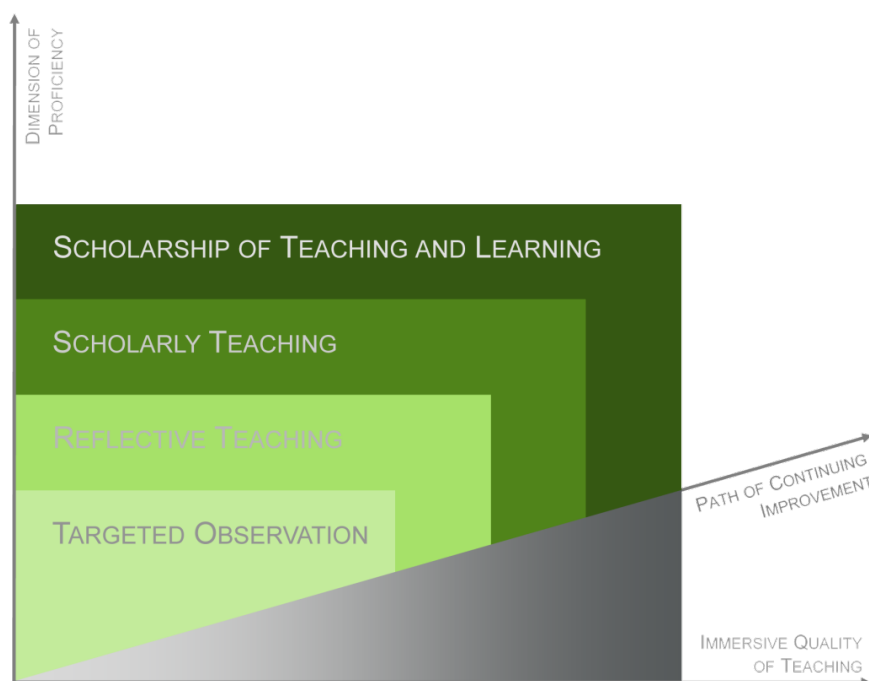 DIMENSION OF
PROFICIENCY
SCHOLARSHIP OF TEACHING AND LEARNING
SCHOLARLY TEACHING
REFLECTIVE TEACHING
TARGETED OBSERVATION
PATH OF CONTINUING
IMPROVEMENT
IMMERSIVE QUALITY
OF TEACHING